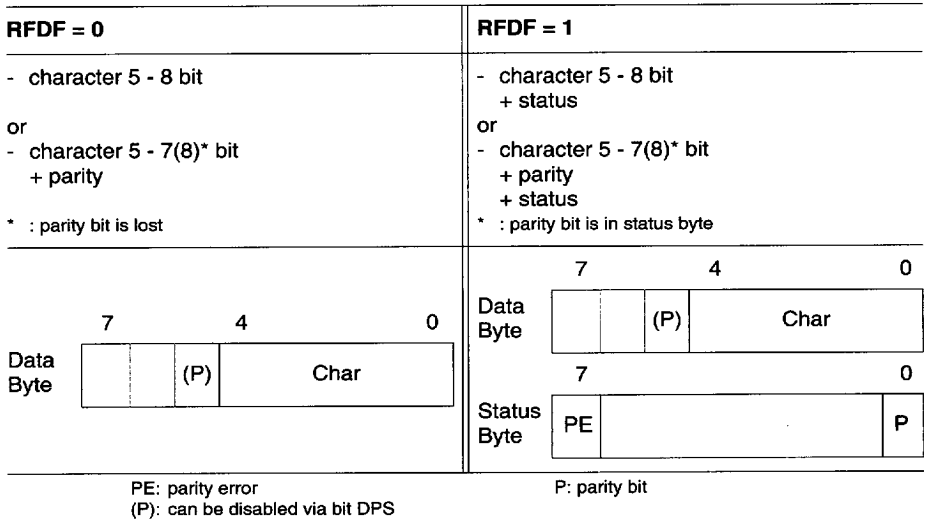 RFDF = 0
- character 5 - 8 bit
or
- character 5 - 7(8)* bit
+ parity
* : parity bit is lost
RFDF = 1
- character 5 - 8 bit
+ status
or
- character 5 - 7(8)* bit
+ parity
+ status
* : parity bit is in status byte
7 4 0
Data
Byte
(P) Char
7 4 0
Data
Byte
(P) Char
7 0
Status
Byte
PE P
PE: parity error
(P): can be disabled via bit DPS
P: parity bit